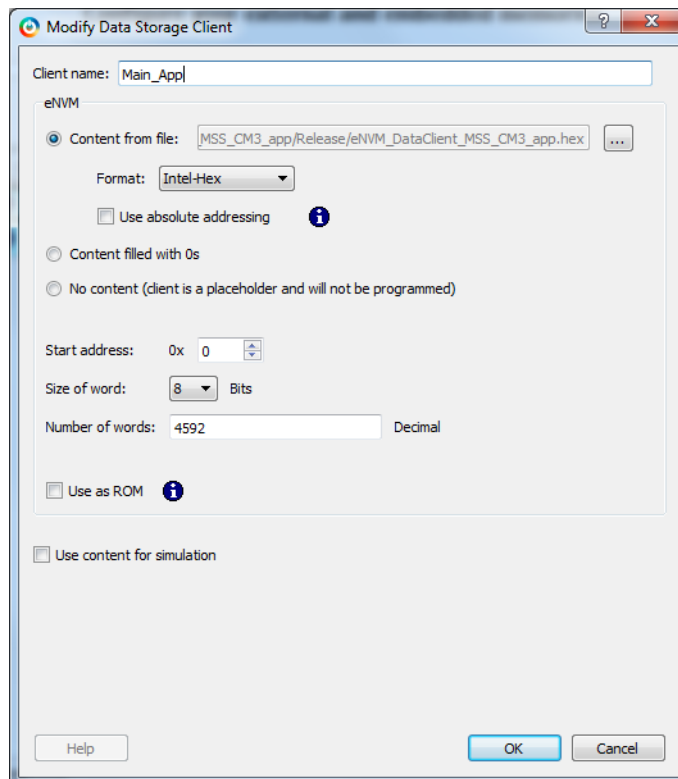 Modify Data Storage Client
Client name: Main_App
eNVM
Content from file: _MSS_CM3_app/Release/eNVM_DataClient_MSS_CM3_app.hex ...
Format: Intel-Hex
Use absolute addressing
Content filled with 0s
No content (client is a placeholder and will not be programmed)
Start address: 0x 0
Size of word: 8 Bits
Number of words: 4592 Decimal
Use as ROM
Use content for simulation
Help OK Cancel